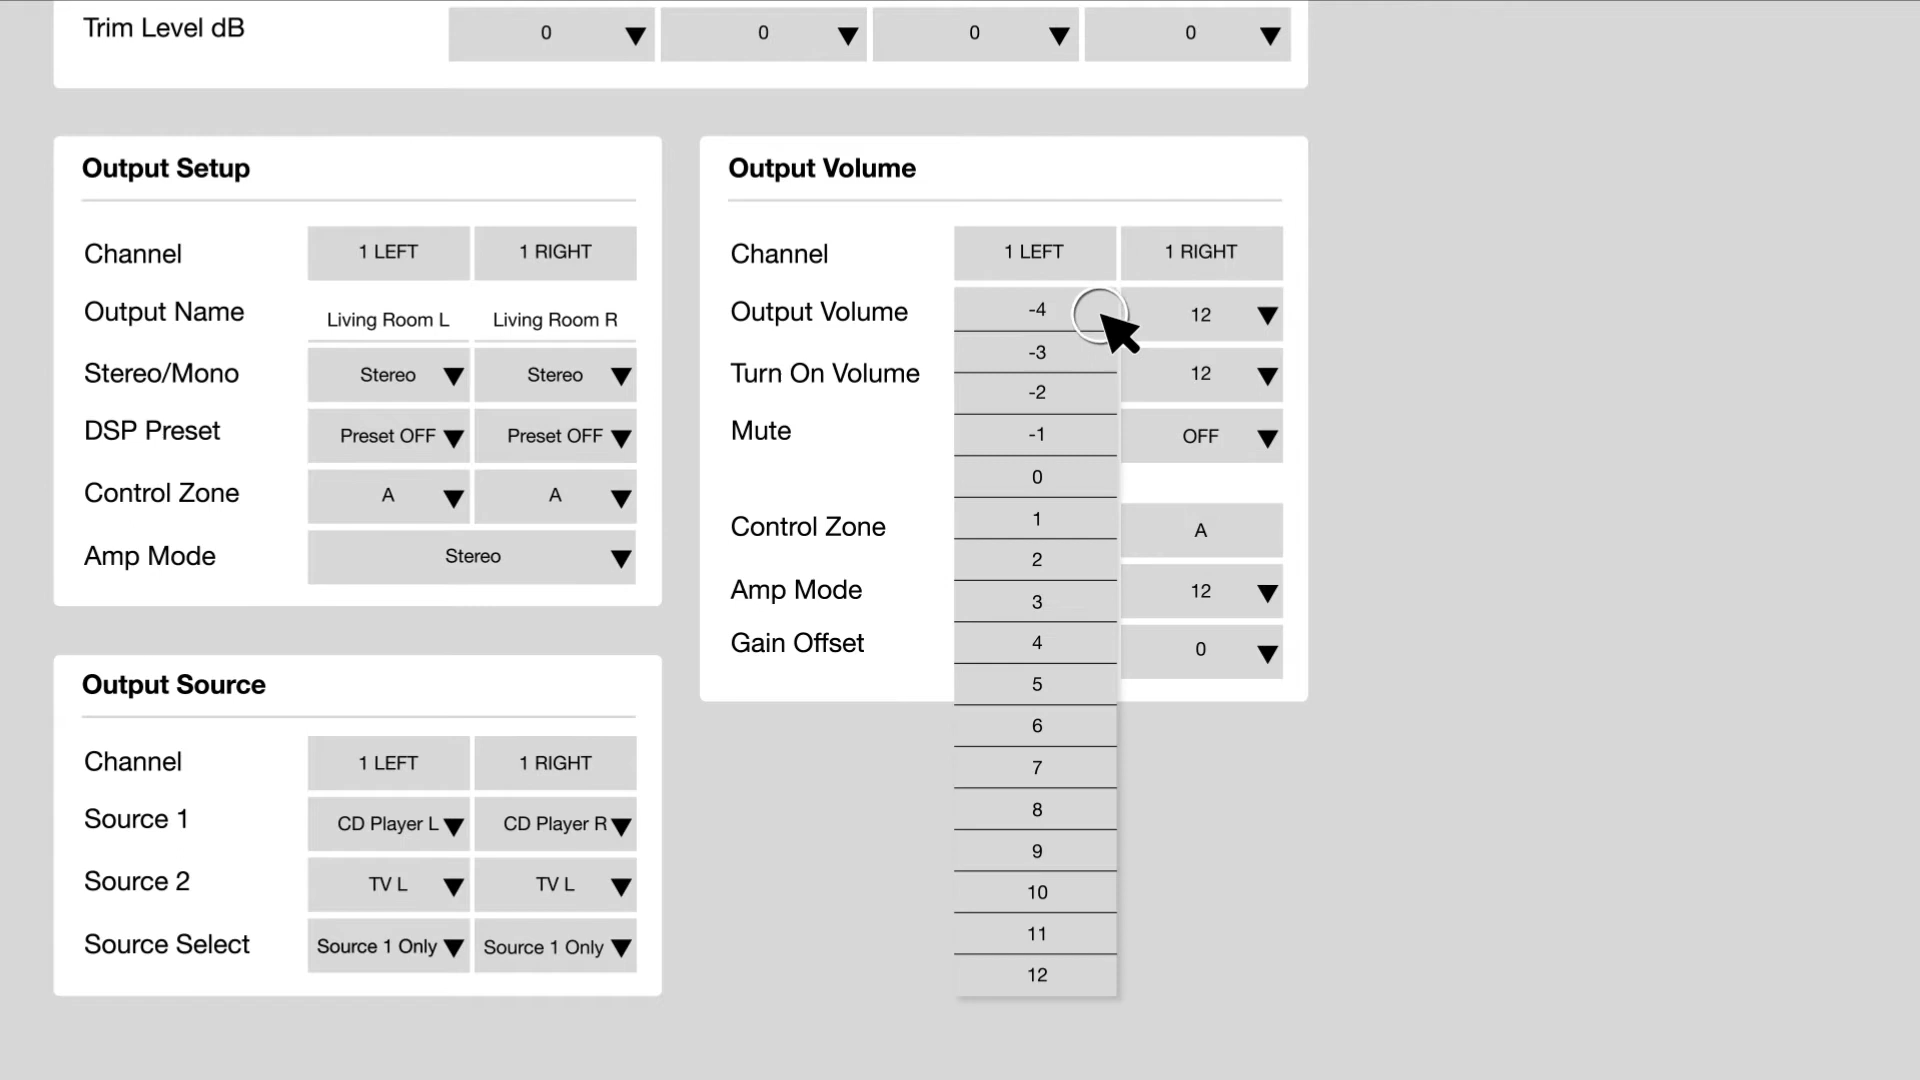 Trim Level dB 0 0 0 0
Output Setup
Channel 1 LEFT 1 RIGHT
Output Name Living Room L Living Room R
Stereo/Mono Stereo Stereo
DSP Preset Preset OFF Preset OFF
Control Zone A A
Amp Mode Stereo
Output Volume
Channel 1 LEFT 1 RIGHT
Output Volume -4 12
-3
Turn On Volume 12
-2
Mute -1 OFF
0
Control Zone 1 A
2
Amp Mode 3 12
Gain Offset 4 0
5
6
7
8
9
10
11
12
Output Source
Channel 1 LEFT 1 RIGHT
Source 1 CD Player L CD Player R
Source 2 TV L TV L
Source Select Source 1 Only Source 1 Only